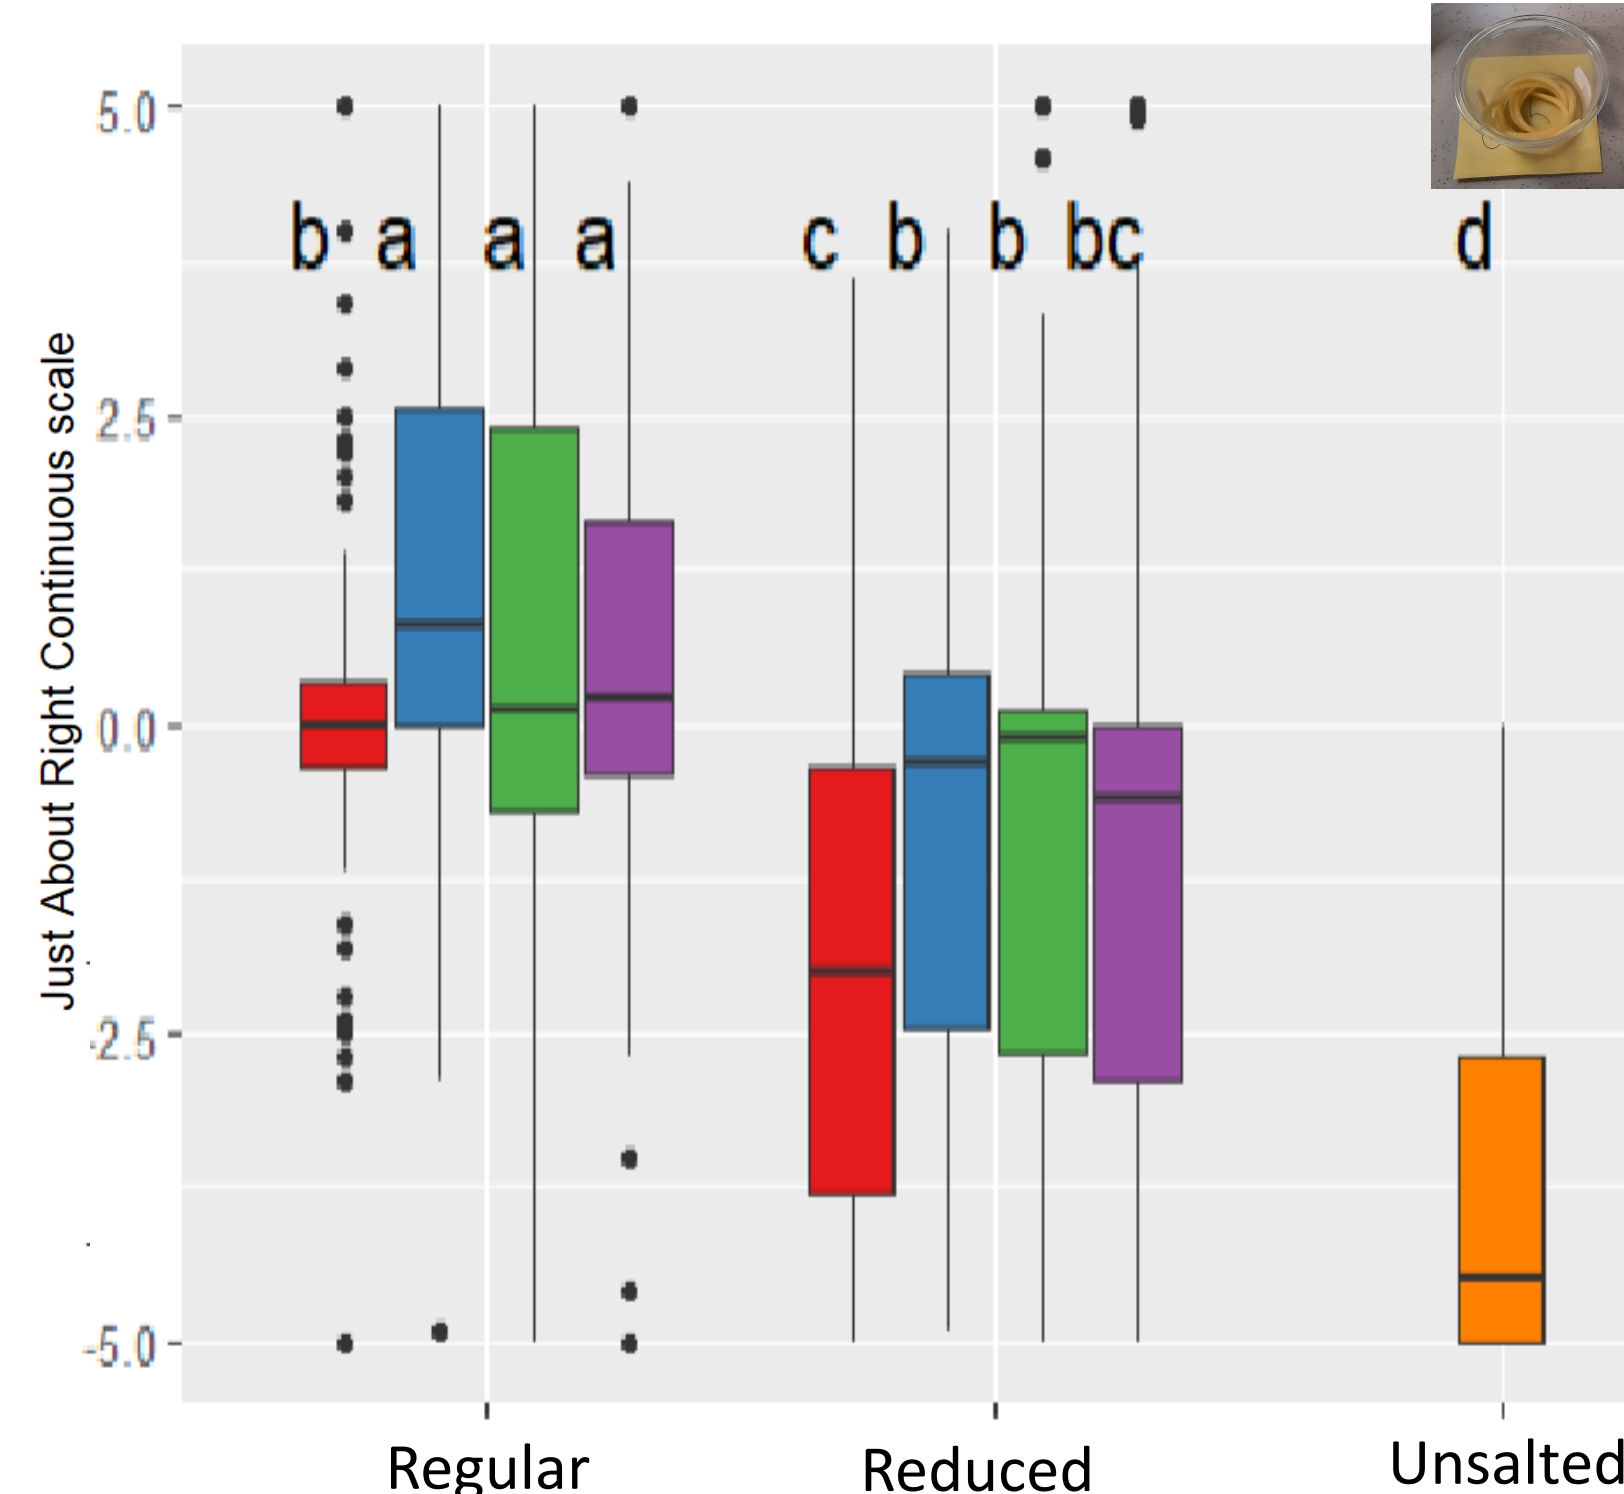 5.0
b a a a c b b bc d
2.5
0.0
-2.5
-5.0
Just About Right Continuous scale
Regular Reduced Unsalted